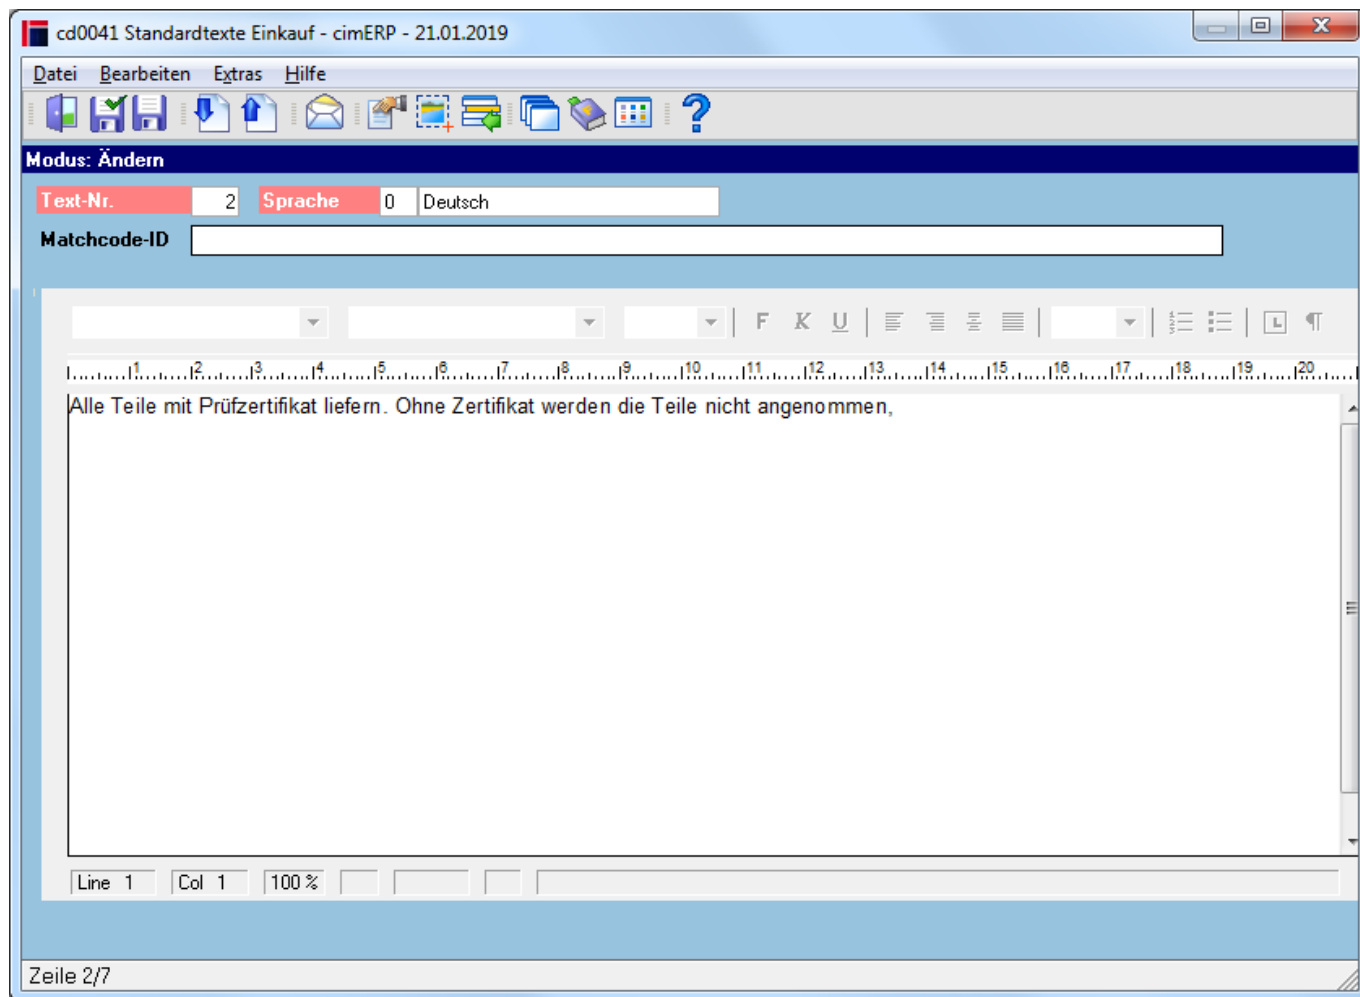 cd0041 Standardtexte Einkauf - cimERP - 21.01.2019
Datei Bearbeiten Extras Hilfe
Modus: Ändern
Text-Nr. 2 Sprache 0 Deutsch
Matchcode-ID
F K U
1 2 3 4 5 6 7 8 9 10 11 12 13 14 15 16 17 18 19 20
Alle Teile mit Prüfzertifikat liefern. Ohne Zertifikat werden die Teile nicht angenommen,
Line 1 Col 1 100 %
Zeile 2/7